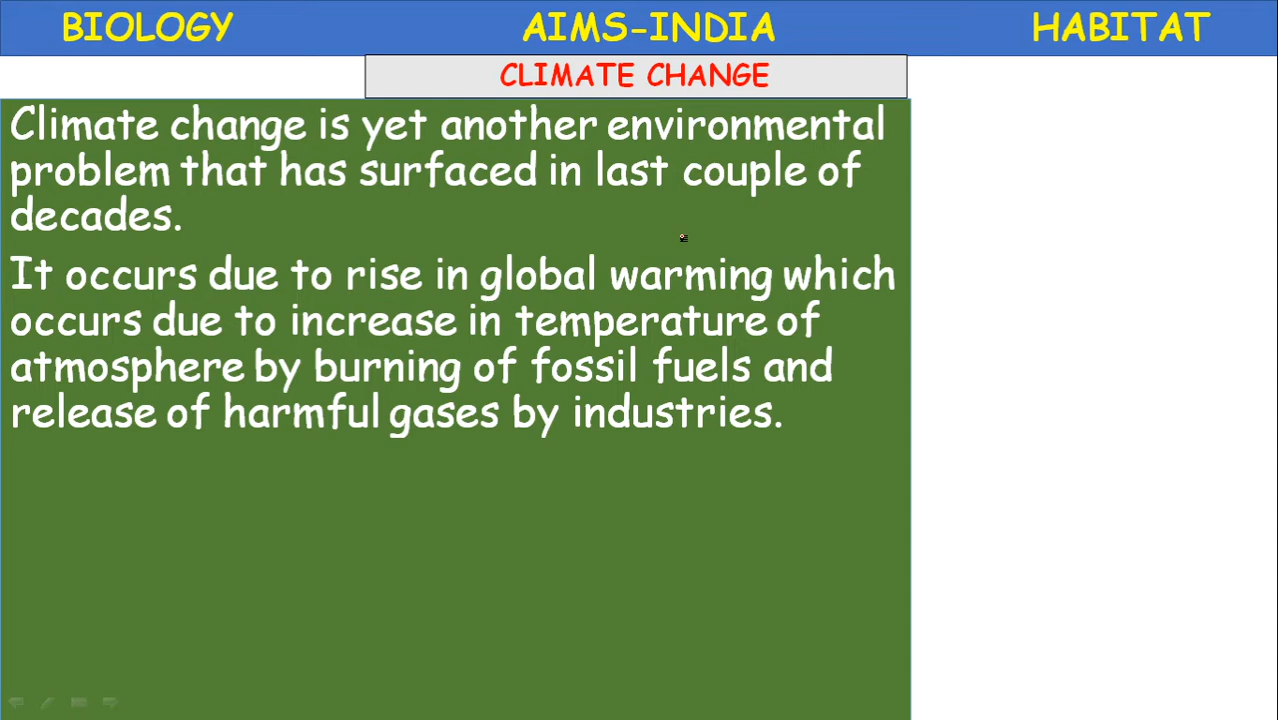 BIOLOGY AIMS-INDIA HABITAT
CLIMATE CHANGE
Climate change is yet another environmental
problem that has surfaced in last couple of
decades.
It occurs due to rise in global warming which
occurs due to increase in temperature of
atmosphere by burning of fossil fuels and
release of harmful gases by industries.